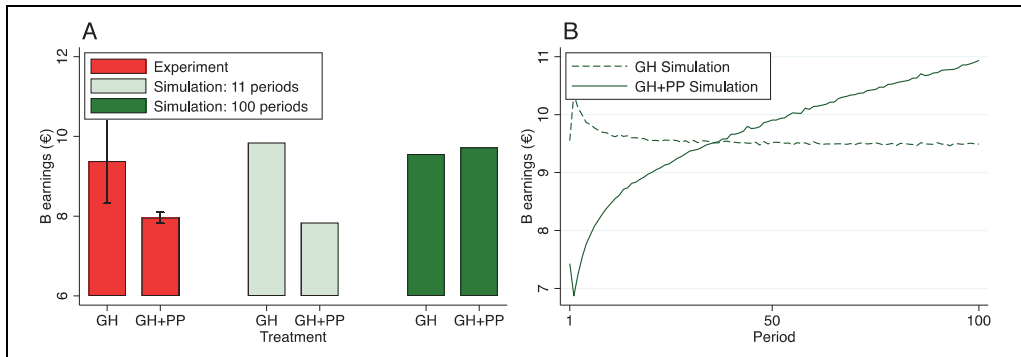 A
B earnings (€)
12
10
8
6
Experiment
Simulation: 11 periods
Simulation: 100 periods
GH GH+PP GH GH+PP GH GH+PP
Treatment
B
B earnings (€)
11
10
9
8
7
GH Simulation
GH+PP Simulation
1 50 100
Period